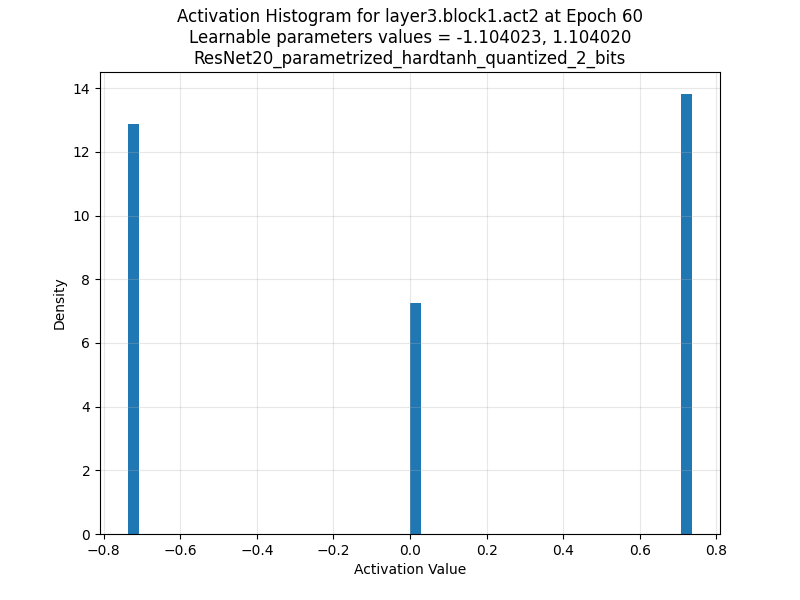 Activation Histogram for layer3.block1.act2 at Epoch 60
Learnable parameters values = -1.104023, 1.104020
ResNet20_parametrized_hardtanh_quantized_2_bits
14
12
10
8
6
4
2
0
Density
−0.8 −0.6 −0.4 −0.2 0.0 0.2 0.4 0.6 0.8
Activation Value